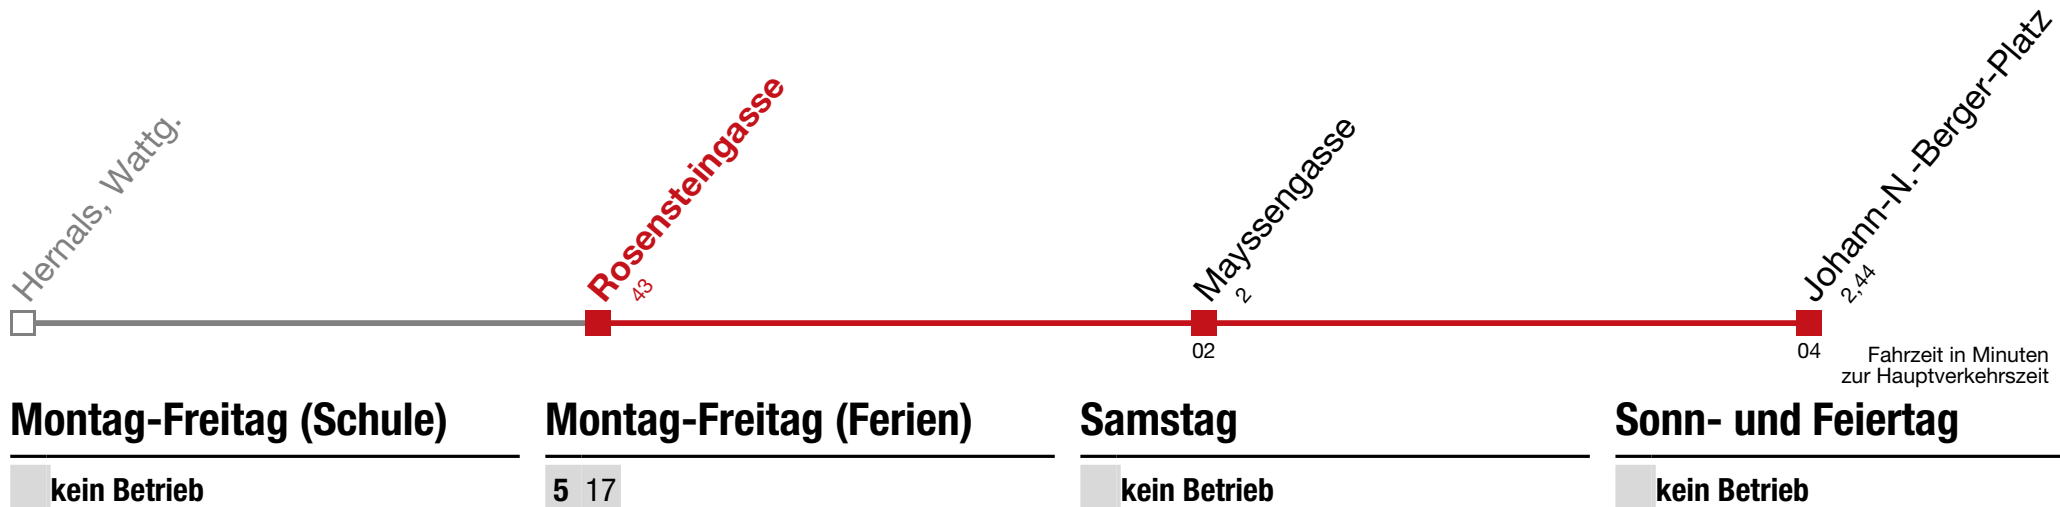 Hernals, Wattg.
Rosensteingasse
43
Mayssengasse
2
Johann-N.-Berger-Platz
2,44
02
04
Fahrzeit in Minuten
zur Hauptverkehrszeit
Montag-Freitag (Schule)
kein Betrieb
Montag-Freitag (Ferien)
5 17
Samstag
kein Betrieb
Sonn- und Feiertag
kein Betrieb